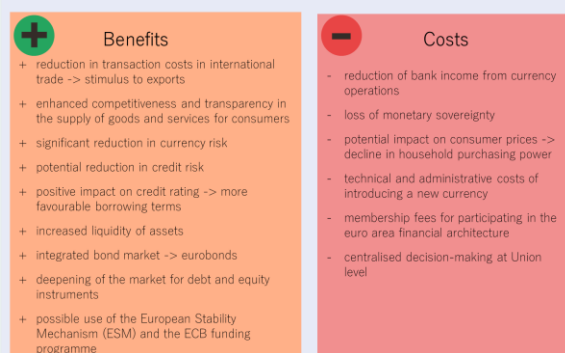 Benefits
+ reduction in transaction costs in international
trade -> stimulus to exports
+ enhanced competitiveness and transparency in
the supply of goods and services for consumers
+ significant reduction in currency risk
+ potential reduction in credit risk
+ positive impact on credit rating -> more
favourable borrowing terms
+ increased liquidity of assets
+ integrated bond market -> eurobonds
+ deepening of the market for debt and equity
instruments
+ possible use of the European Stability
Mechanism (ESM) and the ECB funding
programme
Costs
- reduction of bank income from currency
operations
- loss of monetary sovereignty
- potential impact on consumer prices ->
decline in household purchasing power
- technical and administrative costs of
introducing a new currency
- membership fees for participating in the
euro area financial architecture
- centralised decision-making at Union
level